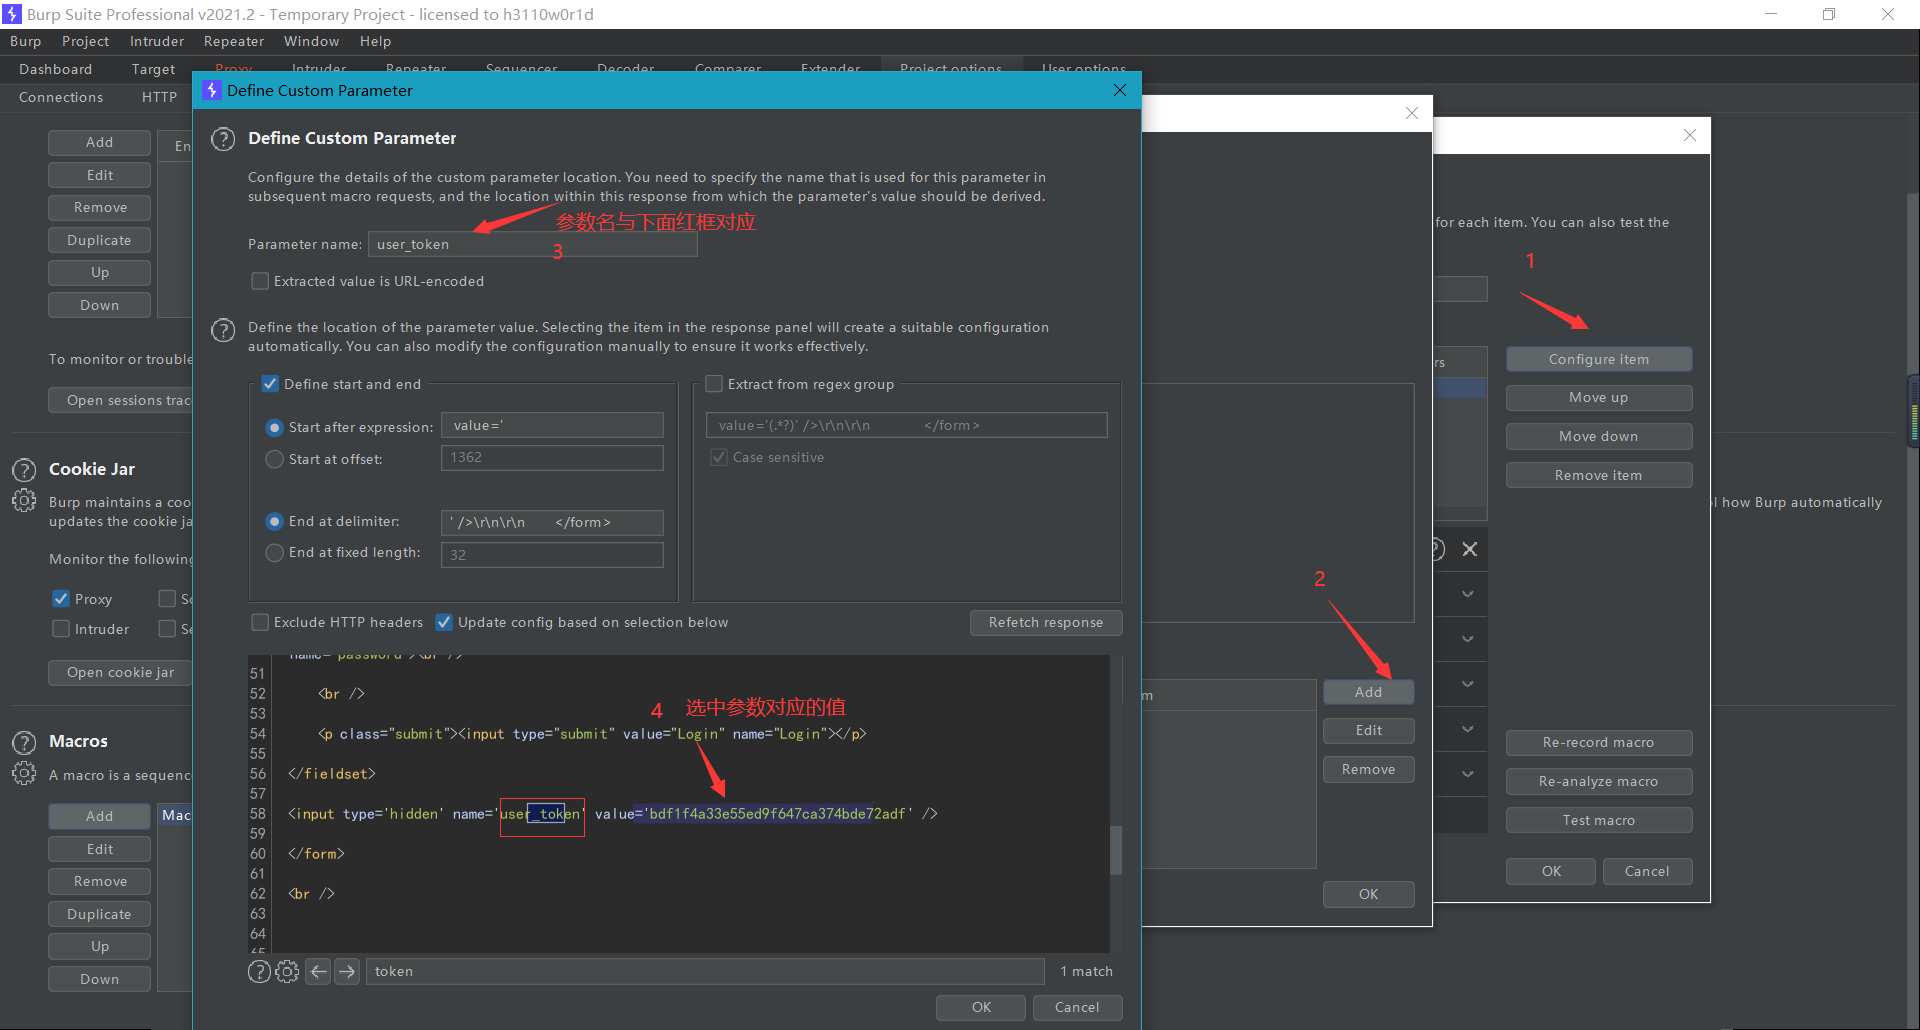 Burp Suite Professional v2021.2 - Temporary Project - licensed to h3110w0r1d
Burp Project Intruder Repeater Window Help
Dashboard Target Proxy Intruder Repeater Sequencer Decoder Comparer Extender Project options User options
Connections HTTP
Define Custom Parameter
Define Custom Parameter
Configure the details of the custom parameter location. You need to specify the name that is used for this parameter in
subsequent macro requests, and the location within this response from which the parameter's value should be derived.
参数名与下面红框对应
Parameter name: user_token
3
Extracted value is URL-encoded
Define the location of the parameter value. Selecting the item in the response panel will create a suitable configuration
automatically. You can also modify the configuration manually to ensure it works effectively.
Define start and end
Start after expression: value='
Start at offset: 1362
End at delimiter: ' />\r\n\r\n </form>
End at fixed length: 32
Extract from regex group
value='(.*?)' />\r\n\r\n </form>
Case sensitive
Exclude HTTP headers
Update config based on selection below
Refetch response
51
52 <br />
53
4 选中参数对应的值
54 <p class="submit"><input type="submit" value="Login" name="Login"></p>
55
56 </fieldset>
57
58 <input type='hidden' name='user_token' value='bdf1f4a33e55ed9f647ca374bde72adf' />
59
60 </form>
61
62 <br />
63
64
token
1 match
OK Cancel
Add
Edit
Remove
Duplicate
Up
Down
En
To monitor or trouble
Open sessions trac
Cookie Jar
Burp maintains a coo
updates the cookie ja
Monitor the following
Proxy
Intruder
Open cookie jar
Macros
A macro is a sequenc
Add
Edit
Remove
Duplicate
Up
Down
Mac
2
Add
Edit
Remove
OK
for each item. You can also test the
1
rs
Configure item
Move up
Move down
Remove item
Re-record macro
Re-analyze macro
Test macro
OK Cancel
l how Burp automatically